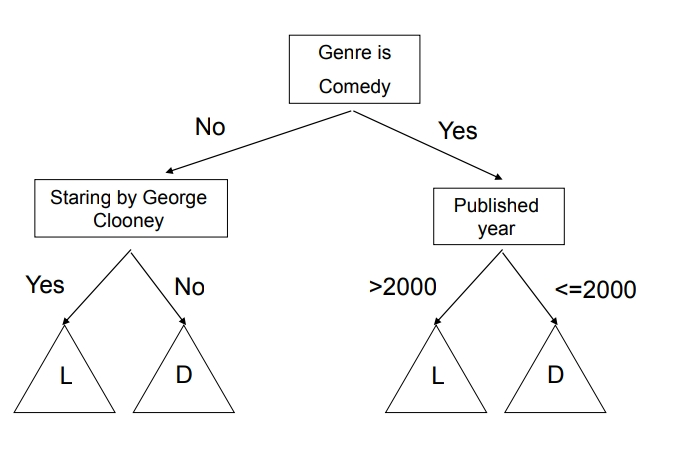 Genre is
Comedy
No
Yes
Staring by George
Clooney
Published
year
Yes
No
>2000
<=2000
L
D
L
D